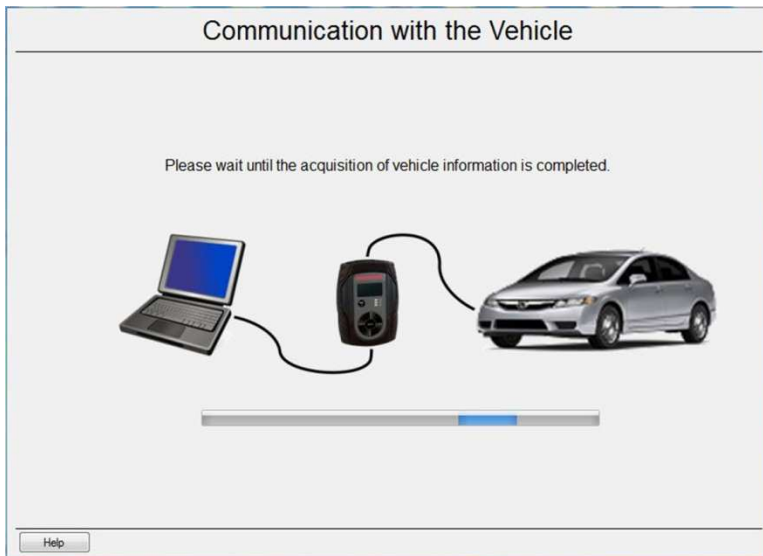 Communication with the Vehicle
Please wait until the acquisition of vehicle information is completed.
Help